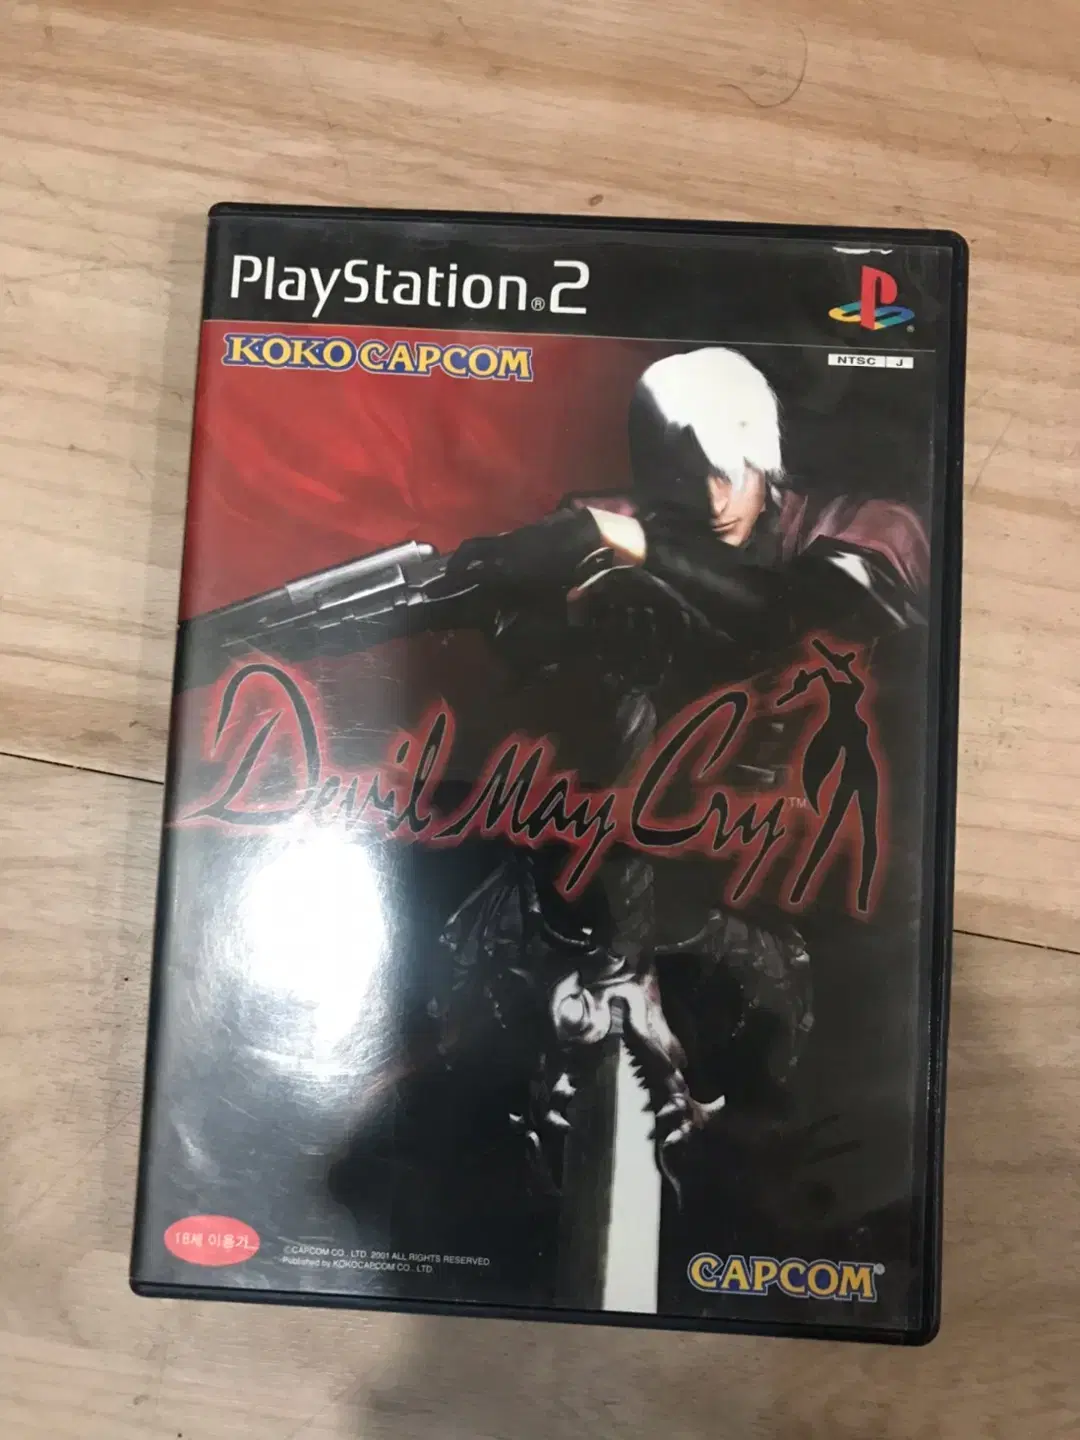 PlayStation®2
NTSC J
KOKO CAPCOM
Devil May Cry™
18세 이용가
©CAPCOM CO., LTD. 2001 ALL RIGHTS RESERVED.
Published by KOKOCAPCOM CO., LTD.
CAPCOM®